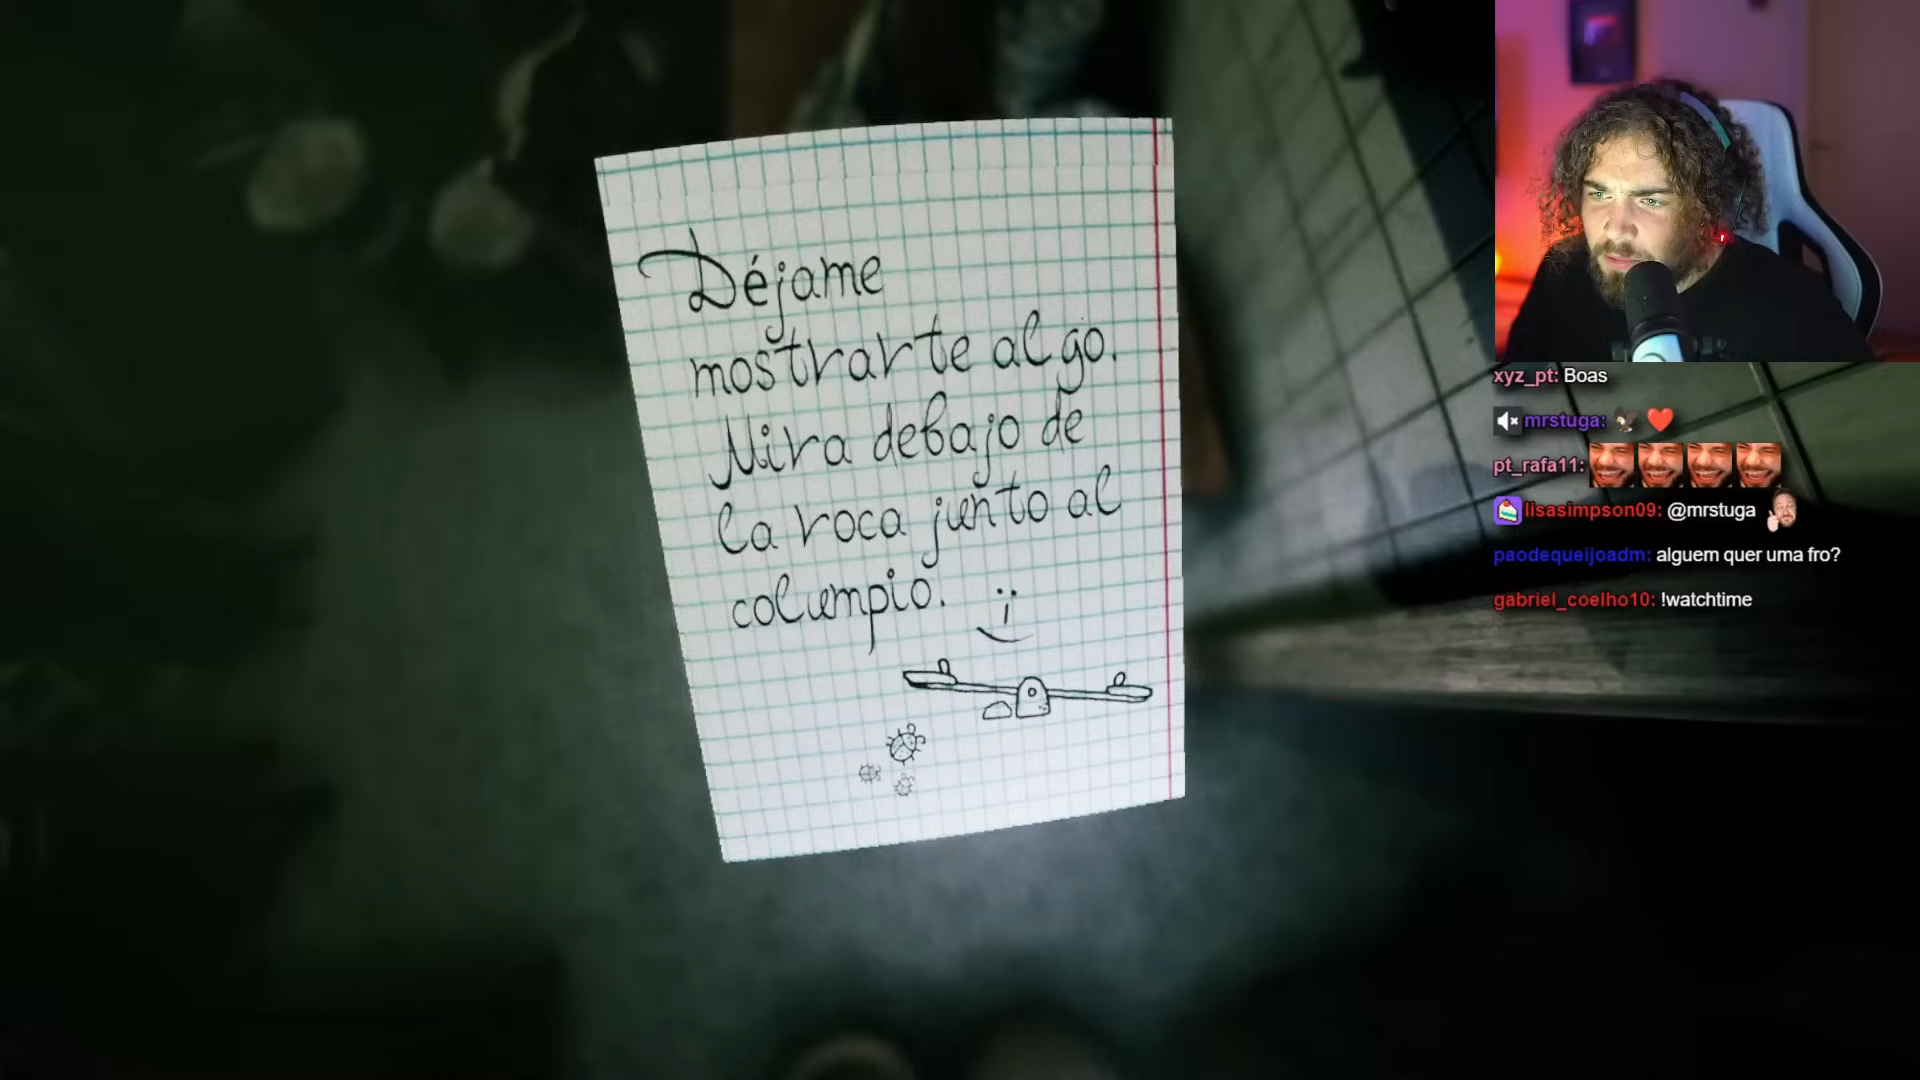 Déjame
mostrarte algo.
Mira debajo de
la roca junto al
columpio.
xyz_pt: Boas
mrstuga:
pt_rafa11:
lisasimpson09: @mrstuga
paodequeijoadm: alguem quer uma fro?
gabriel_coelho10: !watchtime